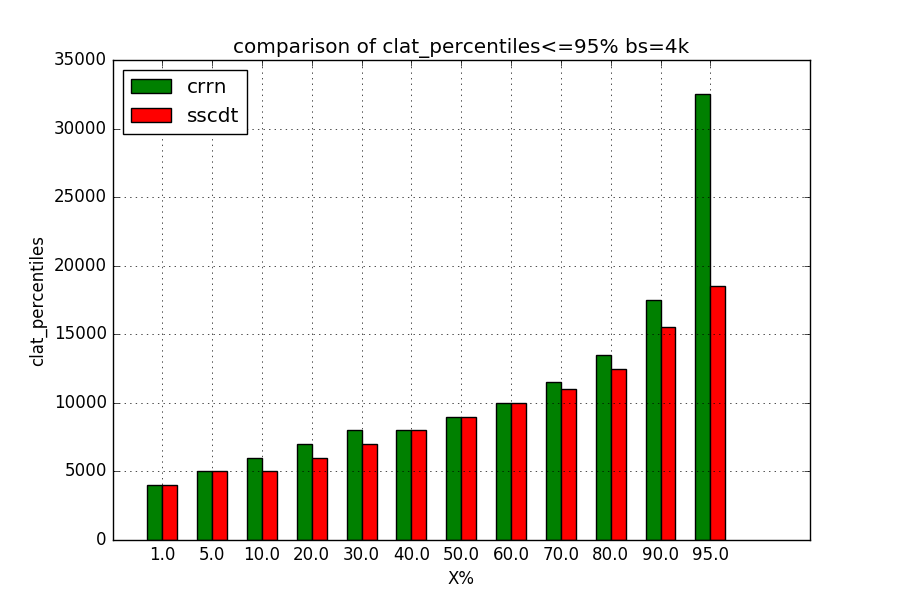 comparison of clat_percentiles<=95% bs=4k
35000
30000
25000
20000
15000
10000
5000
0
clat_percentiles
crrn
sscdt
1.0 5.0 10.0 20.0 30.0 40.0 50.0 60.0 70.0 80.0 90.0 95.0
X%